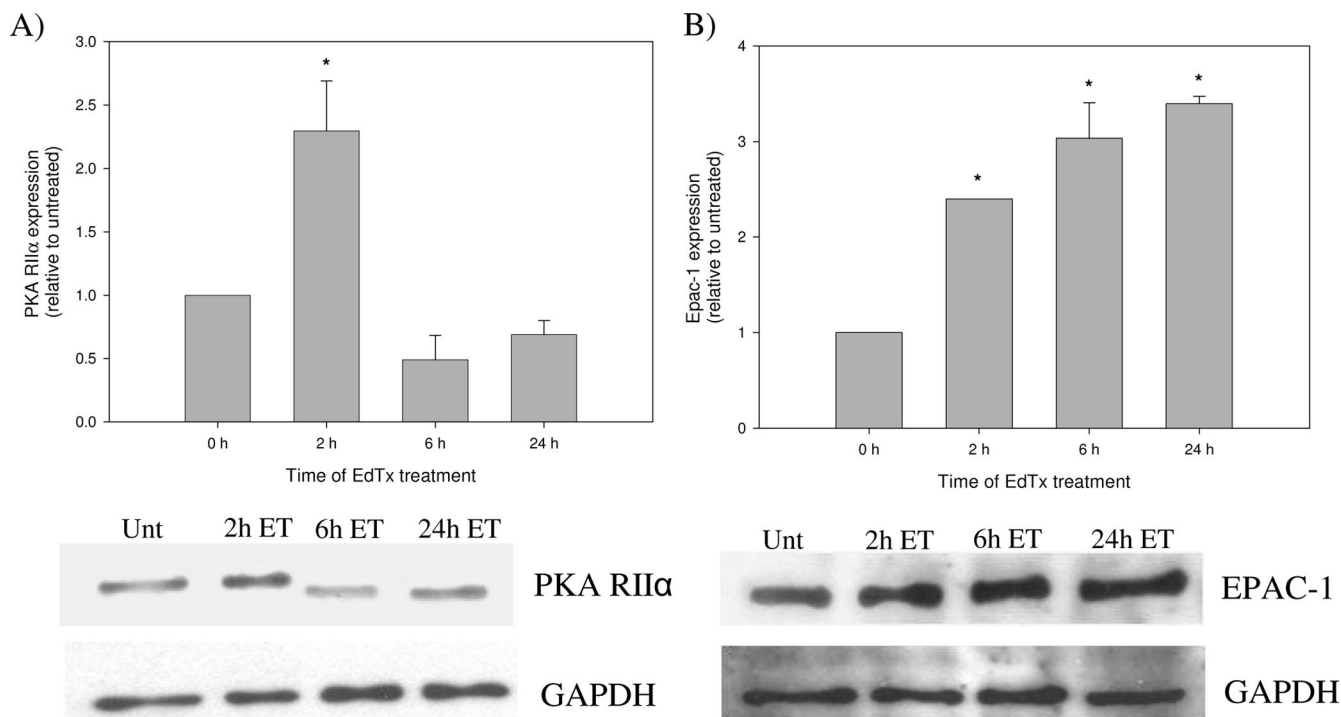 A)
PKA RIIα expression
(relative to untreated)
3.0
2.5
2.0
1.5
1.0
0.5
0.0
*
0 h
2 h
6 h
24 h
Time of EdTx treatment
Unt
2h ET
6h ET
24h ET
PKA RIIα
GAPDH
B)
Epac-1 expression
(relative to untreated)
4
3
2
1
0
*
*
*
0 h
2 h
6 h
24 h
Time of EdTx treatment
Unt
2h ET
6h ET
24h ET
EPAC-1
GAPDH